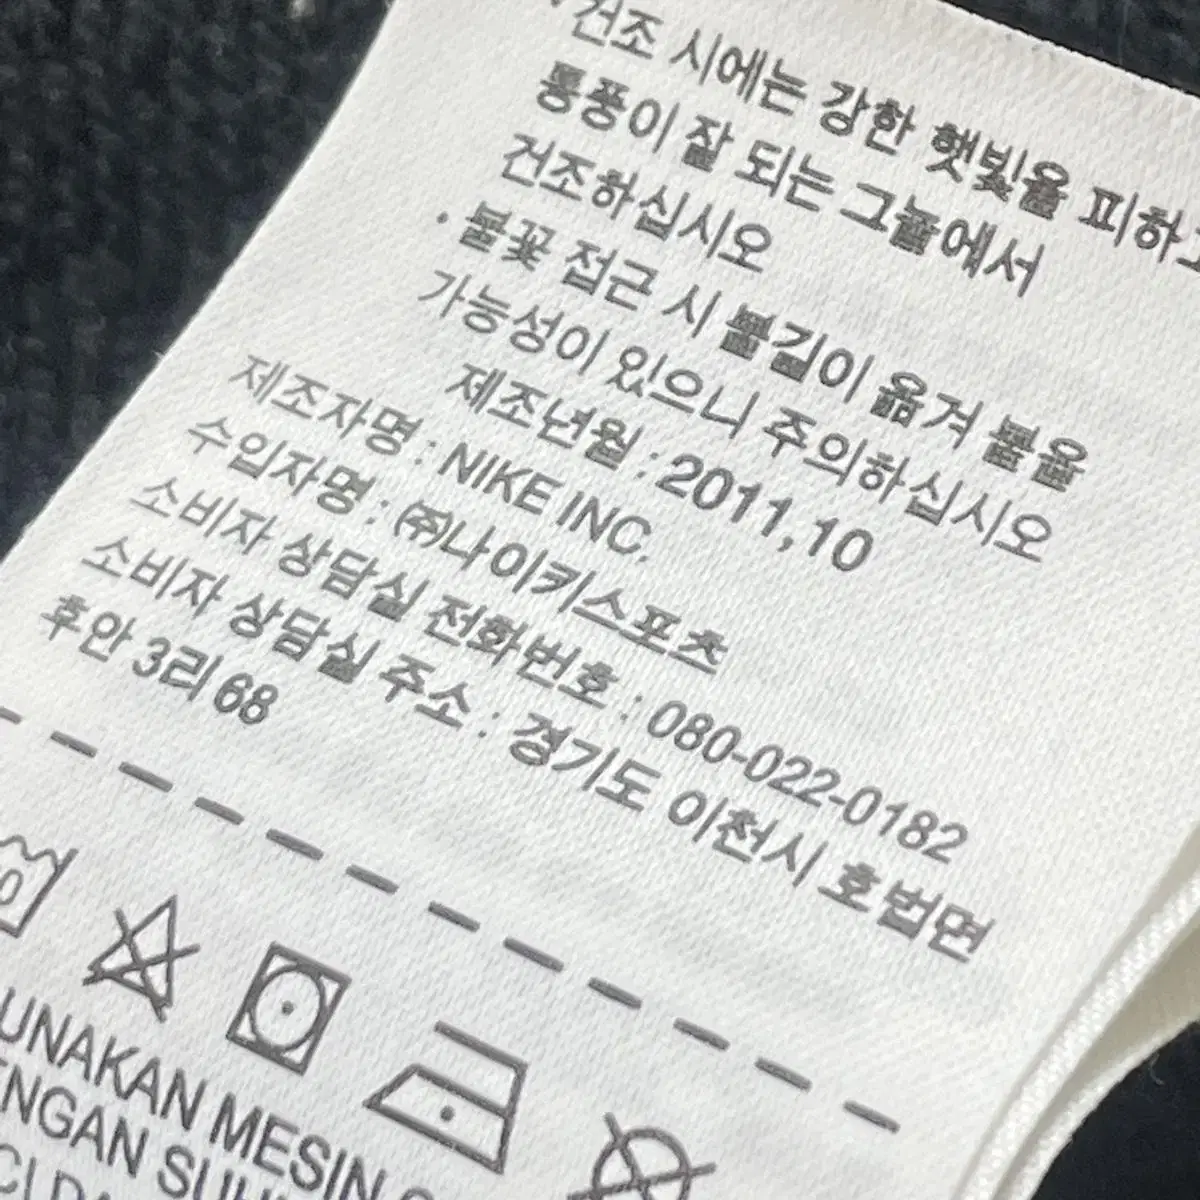 건조 시에는 강한 햇빛을 피하고
통풍이 잘 되는 그늘에서
건조하십시오
· 불꽃 접근 시 불길이 옮겨 붙을
가능성이 있으니 주의하십시오
제조년월 : 2011,10
제조자명 : NIKE INC.
수입자명 : ㈜나이키스포츠
소비자 상담실 전화번호 : 080-022-0182
소비자 상담실 주소 : 경기도 이천시 호법면
후안 3리 68
UNAKAN MESIN
ENGAN